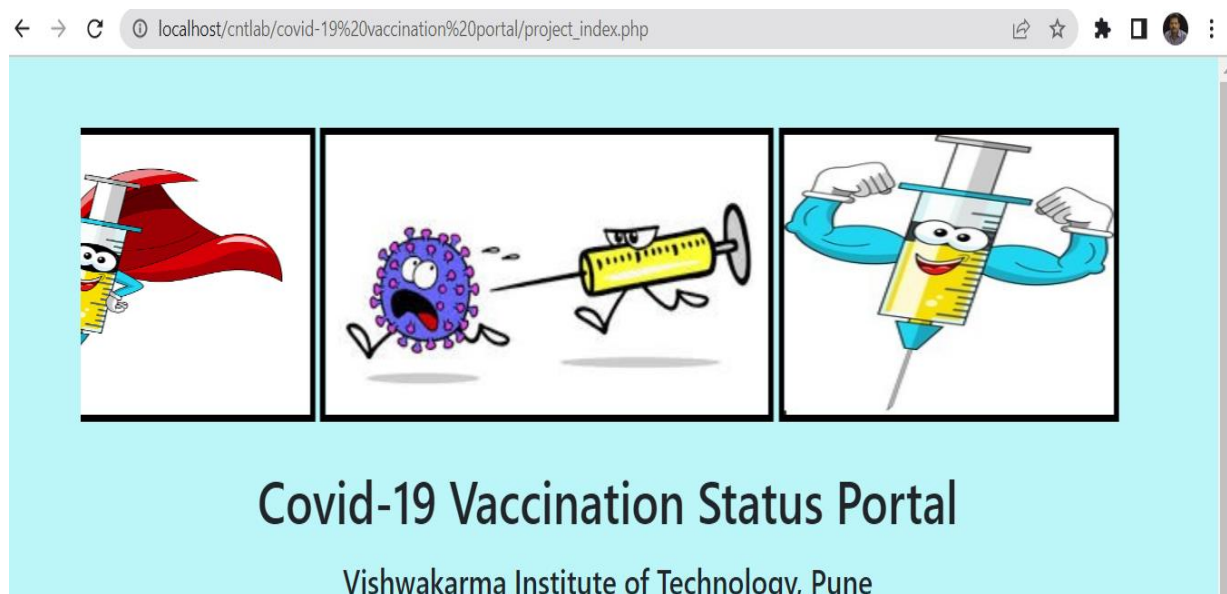 localhost/cntlab/covid-19%20vaccination%20portal/project_index.php
Covid-19 Vaccination Status Portal
Vishwakarma Institute of Technology, Pune